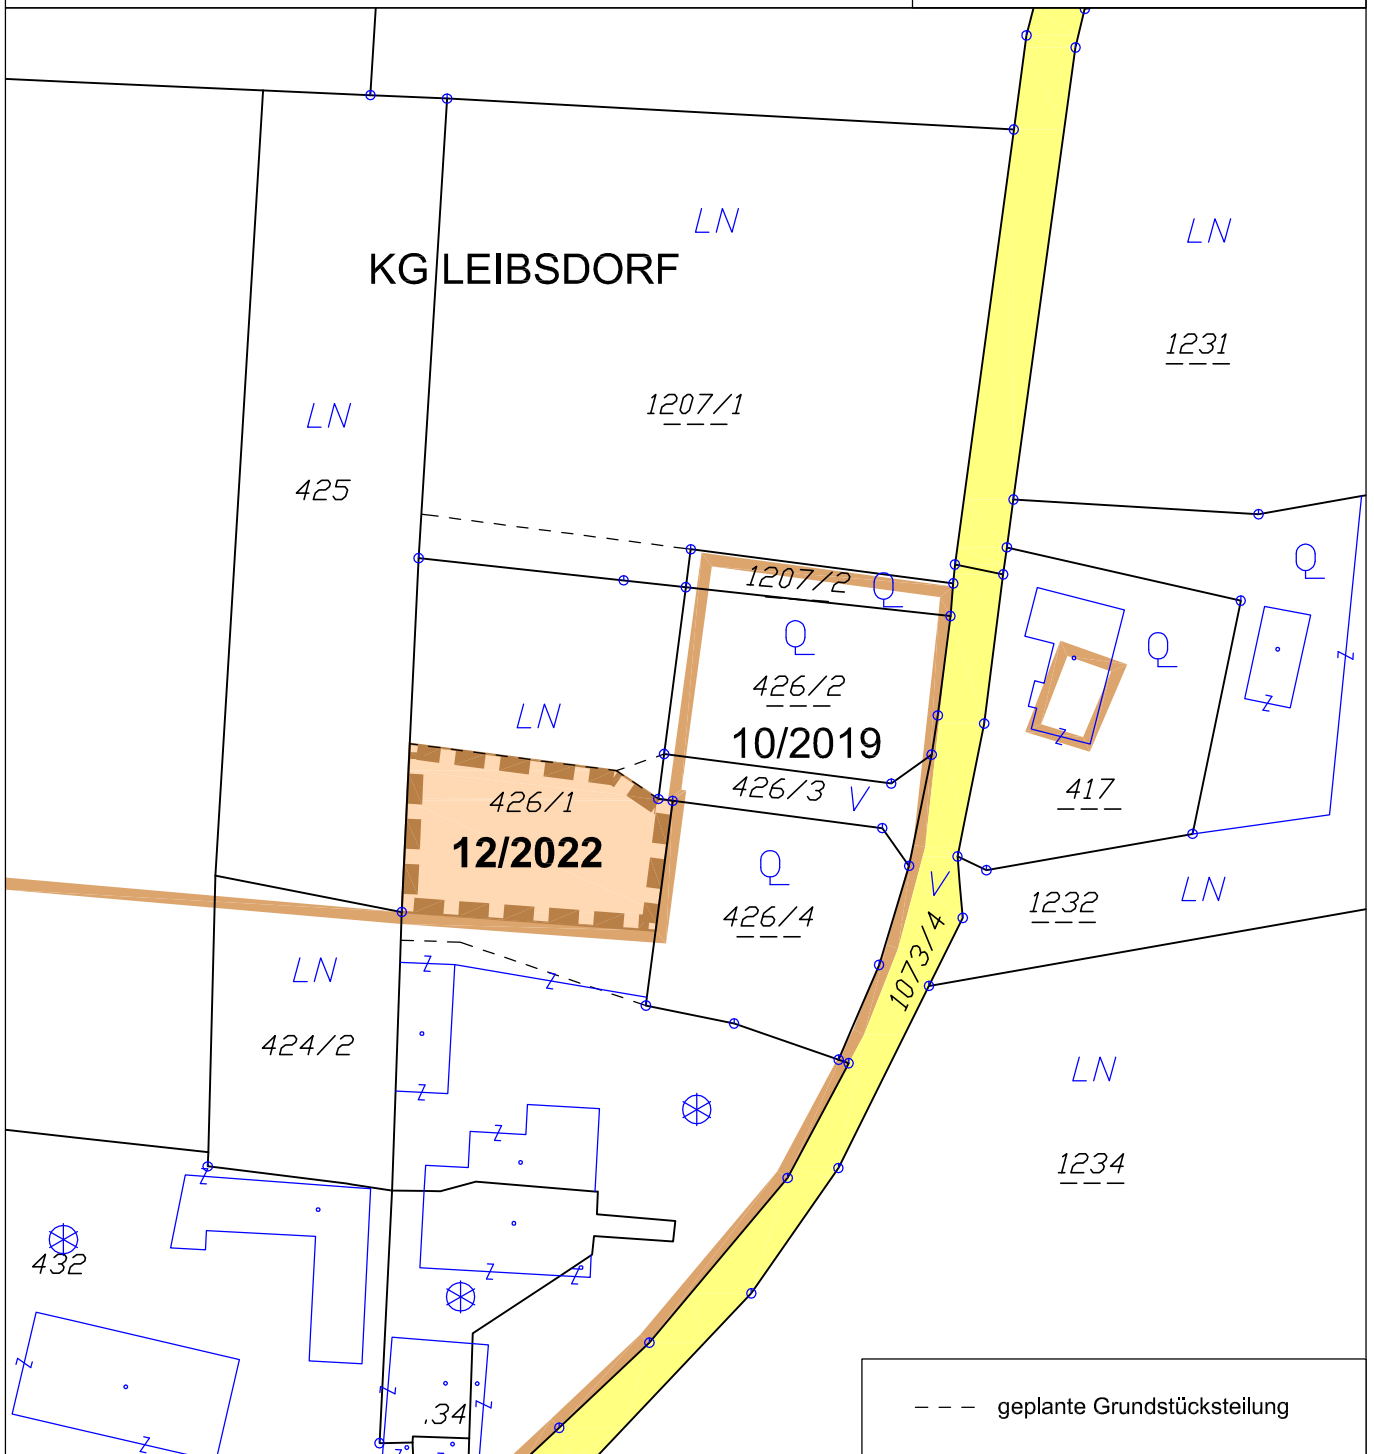 LN
LN
KG LEIBSDORF
1231
1207/1
LN
425
Q
1207/2
Q
Q
Q
426/2
LN
10/2019
426/3
V
417
426/1
12/2022
Q
V
LN
1232
426/4
1073/4
LN
z
z
z
424/2
LN
z
z
1234
z
432
z
z
z
z
z
z
z
.34
geplante Grundstücksteilung
z
z
z
z